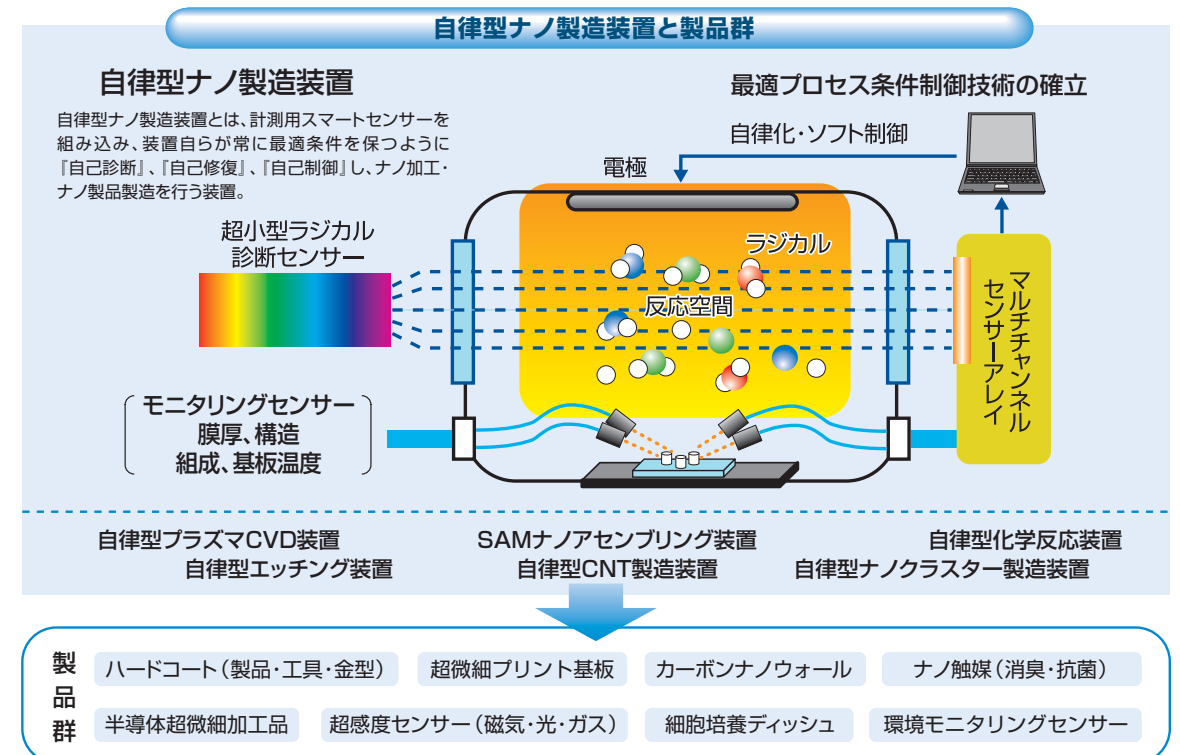 自律型ナノ製造装置と製品群
自律型ナノ製造装置
自律型ナノ製造装置とは、計測用スマートセンサーを
組み込み、装置自らが常に最適条件を保つように
『自己診断』、『自己修復』、『自己制御』し、ナノ加工・
ナノ製品製造を行う装置。
最適プロセス条件制御技術の確立
自律化・ソフト制御
電極
超小型ラジカル
診断センサー
ラジカル
反応空間
マルチチャンネル
センサーアレイ
モニタリングセンサー
膜厚、構造
組成、基板温度
自律型プラズマCVD装置
SAMナノアセンブリング装置
自律型化学反応装置
自律型エッチング装置
自律型CNT製造装置
自律型ナノクラスター製造装置
製品群
ハードコート（製品・工具・金型）
超微細プリント基板
カーボンナノウォール
ナノ触媒（消臭・抗菌）
半導体超微細加工品
超感度センサー（磁気・光・ガス）
細胞培養ディッシュ
環境モニタリングセンサー